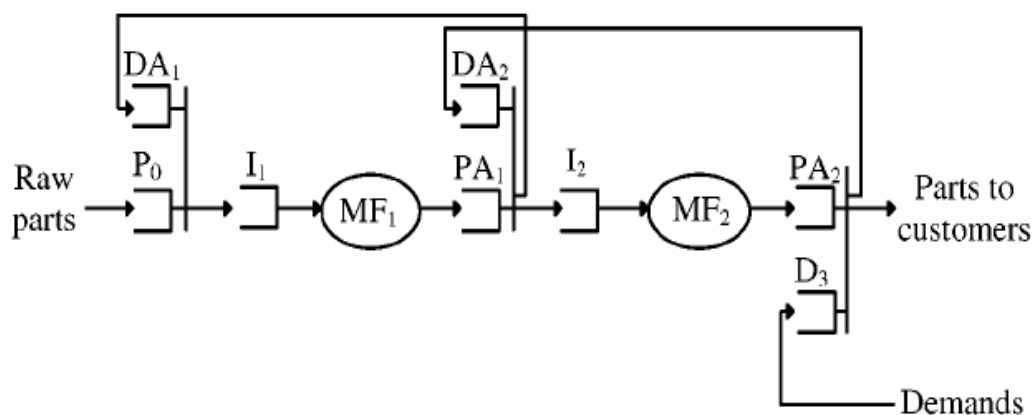 DA₁
DA₂
Raw
parts
P₀
I₁
MF₁
PA₁
I₂
MF₂
PA₂
Parts to
customers
D₃
Demands